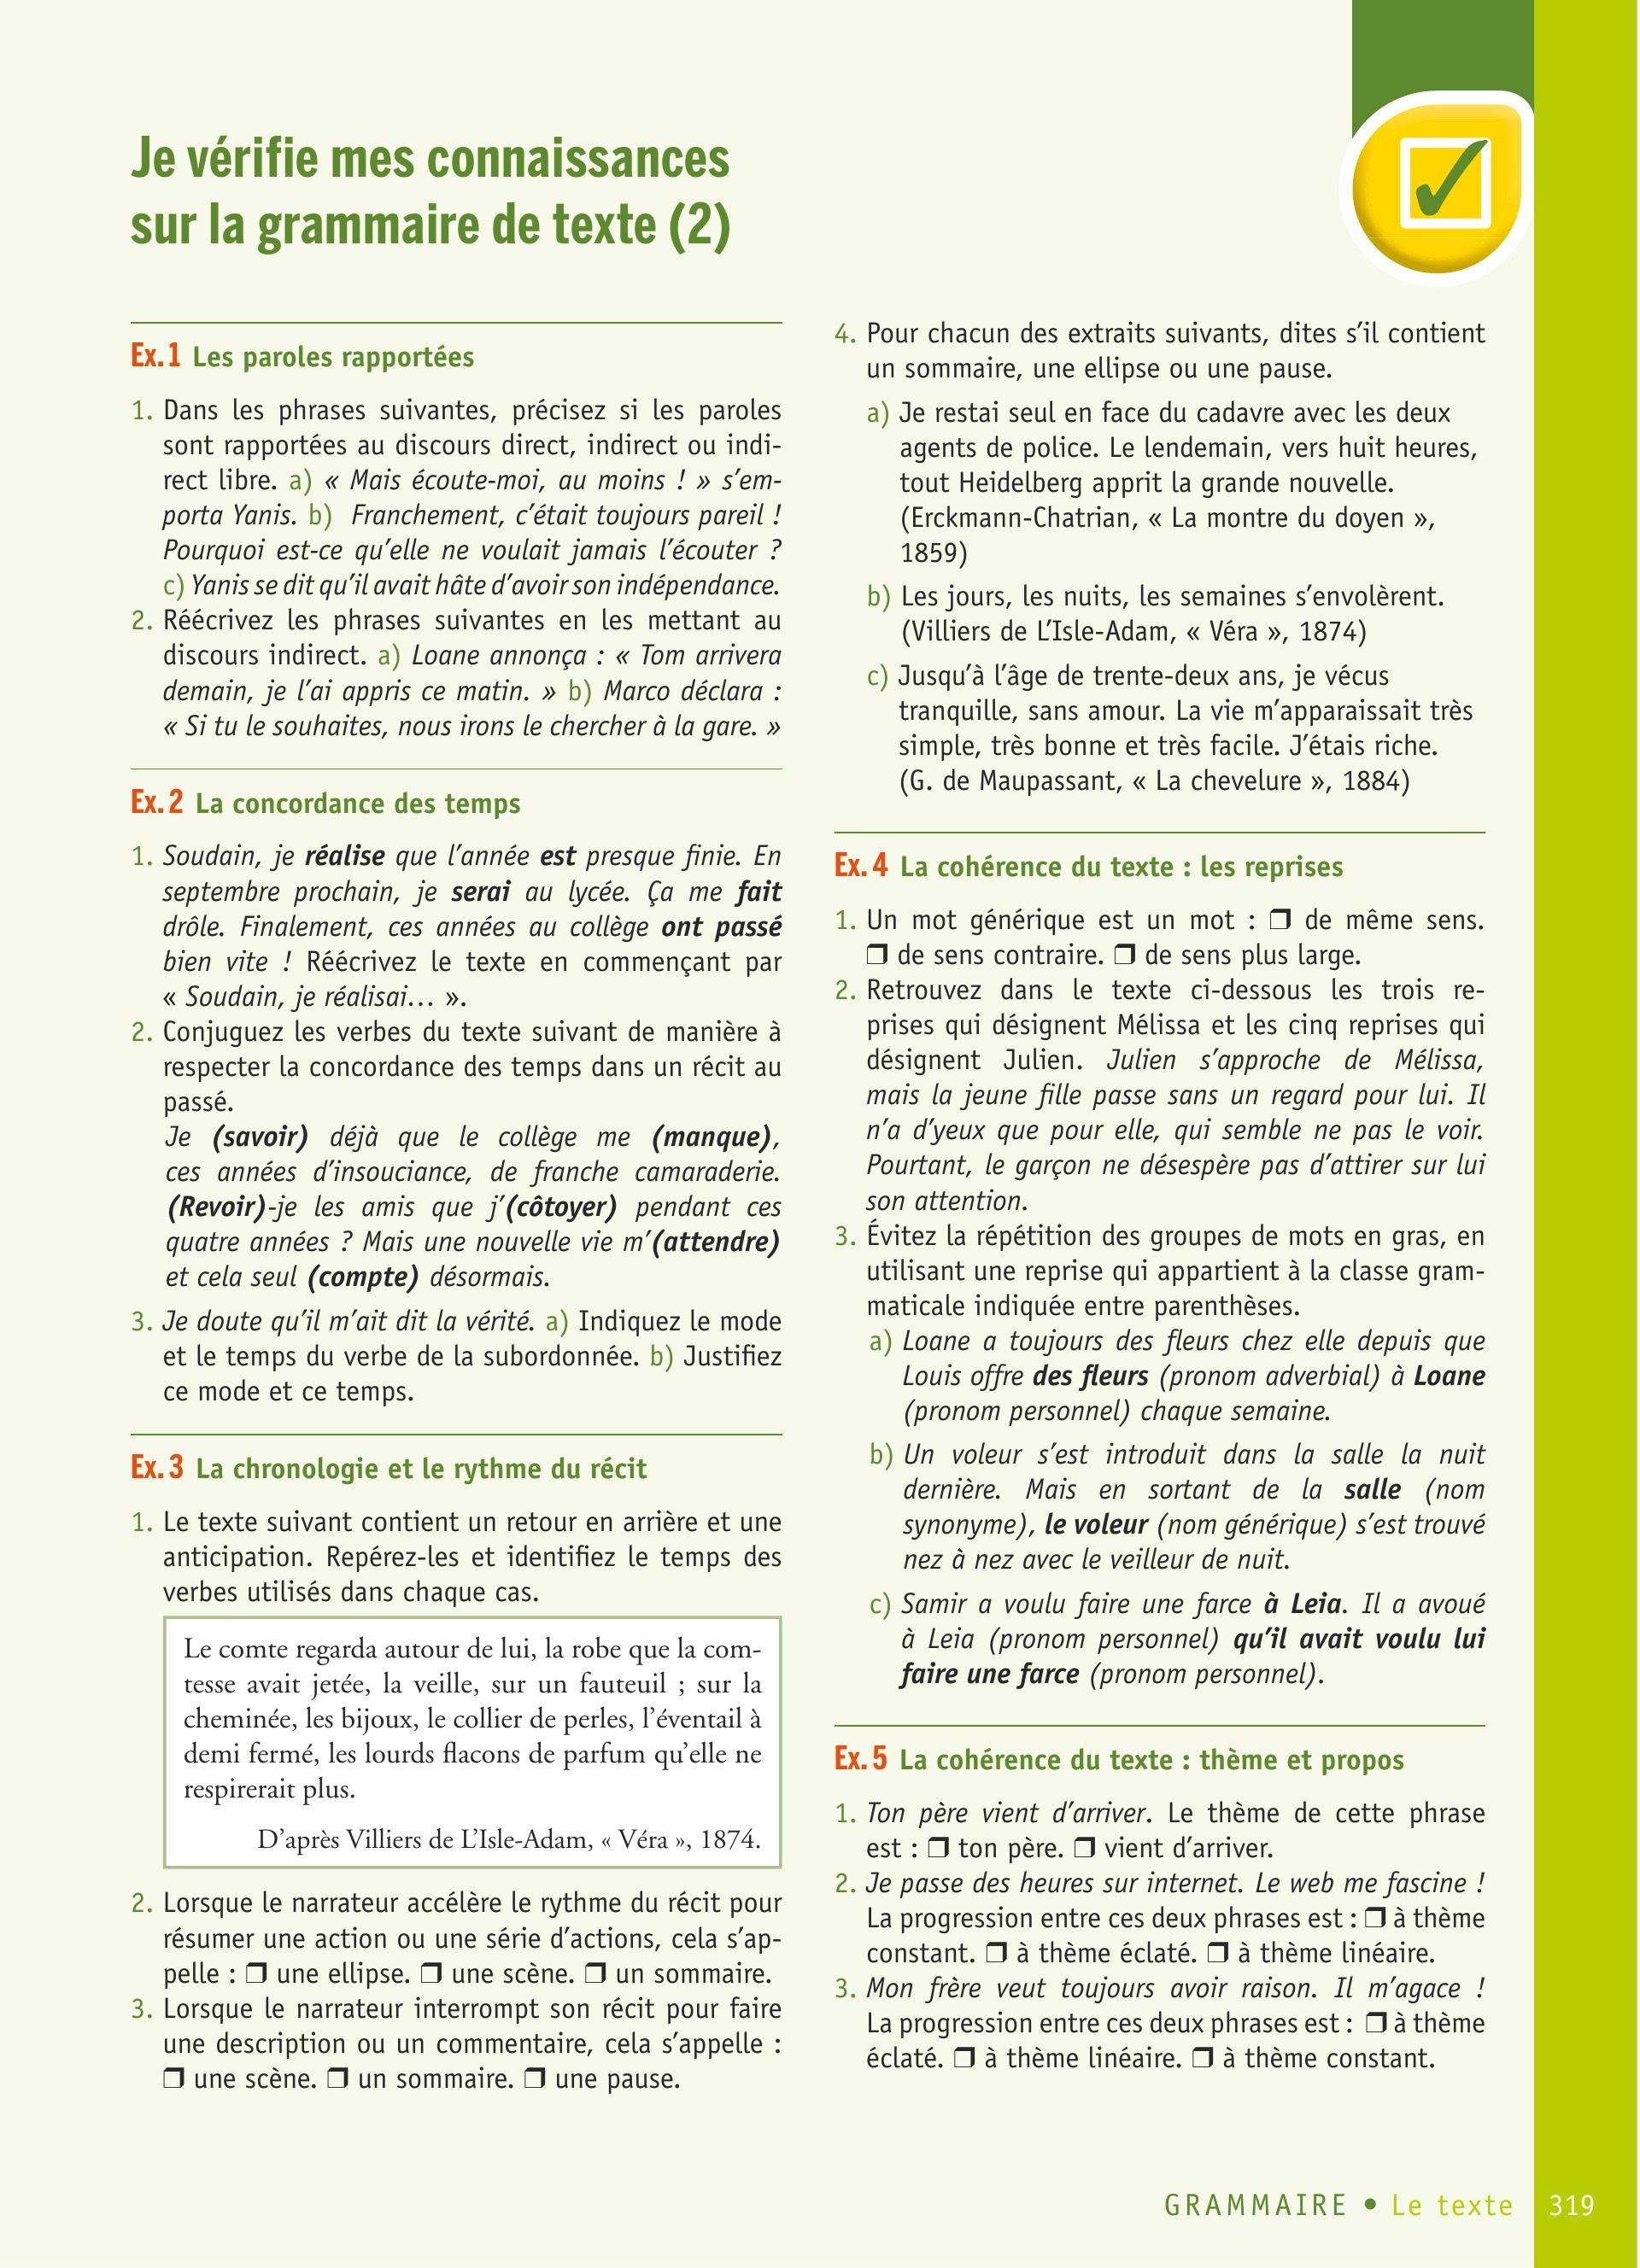 Je vérifie mes connaissances
sur la grammaire de texte (2)
Ex. 1 Les paroles rapportées
1. Dans les phrases suivantes, précisez si les paroles
sont rapportées au discours direct, indirect ou indi-
rect libre. a) « Mais écoute-moi, au moins ! » s’em-
porta Yanis. b) Franchement, c’était toujours pareil !
Pourquoi est-ce qu’elle ne voulait jamais l’écouter ?
c) Yanis se dit qu’il avait hâte d’avoir son indépendance.
2. Réécrivez les phrases suivantes en les mettant au
discours indirect. a) Loane annonça : « Tom arrivera
demain, je l’ai appris ce matin. » b) Marco déclara :
« Si tu le souhaites, nous irons le chercher à la gare. »
Ex. 2 La concordance des temps
1. Soudain, je réalise que l’année est presque finie. En
septembre prochain, je serai au lycée. Ça me fait
drôle. Finalement, ces années au collège ont passé
bien vite ! Réécrivez le texte en commençant par
« Soudain, je réalisai… ».
2. Conjuguez les verbes du texte suivant de manière à
respecter la concordance des temps dans un récit au
passé.
Je (savoir) déjà que le collège me (manque),
ces années d’insouciance, de franche camaraderie.
(Revoir)-je les amis que j’(côtoyer) pendant ces
quatre années ? Mais une nouvelle vie m’(attendre)
et cela seul (compte) désormais.
3. Je doute qu’il m’ait dit la vérité. a) Indiquez le mode
et le temps du verbe de la subordonnée. b) Justifiez
ce mode et ce temps.
Ex. 3 La chronologie et le rythme du récit
1. Le texte suivant contient un retour en arrière et une
anticipation. Repérez-les et identifiez le temps des
verbes utilisés dans chaque cas.
Le comte regarda autour de lui, la robe que la com-
tesse avait jetée, la veille, sur un fauteuil ; sur la
cheminée, les bijoux, le collier de perles, l’éventail à
demi fermé, les lourds flacons de parfum qu’elle ne
respirerait plus.
D’après Villiers de L’Isle-Adam, « Véra », 1874.
2. Lorsque le narrateur accélère le rythme du récit pour
résumer une action ou une série d’actions, cela s’ap-
pelle : ❒ une ellipse. ❒ une scène. ❒ un sommaire.
3. Lorsque le narrateur interrompt son récit pour faire
une description ou un commentaire, cela s’appelle :
❒ une scène. ❒ un sommaire. ❒ une pause.
4. Pour chacun des extraits suivants, dites s’il contient
un sommaire, une ellipse ou une pause.
a) Je restai seul en face du cadavre avec les deux
agents de police. Le lendemain, vers huit heures,
tout Heidelberg apprit la grande nouvelle.
(Erckmann-Chatrian, « La montre du doyen »,
1859)
b) Les jours, les nuits, les semaines s’envolèrent.
(Villiers de L’Isle-Adam, « Véra », 1874)
c) Jusqu’à l’âge de trente-deux ans, je vécus
tranquille, sans amour. La vie m’apparaissait très
simple, très bonne et très facile. J’étais riche.
(G. de Maupassant, « La chevelure », 1884)
Ex. 4 La cohérence du texte : les reprises
1. Un mot générique est un mot : ❒ de même sens.
❒ de sens contraire. ❒ de sens plus large.
2. Retrouvez dans le texte ci-dessous les trois re-
prises qui désignent Mélissa et les cinq reprises qui
désignent Julien. Julien s’approche de Mélissa,
mais la jeune fille passe sans un regard pour lui. Il
n’a d’yeux que pour elle, qui semble ne pas le voir.
Pourtant, le garçon ne désespère pas d’attirer sur lui
son attention.
3. Évitez la répétition des groupes de mots en gras, en
utilisant une reprise qui appartient à la classe gram-
maticale indiquée entre parenthèses.
a) Loane a toujours des fleurs chez elle depuis que
Louis offre des fleurs (pronom adverbial) à Loane
(pronom personnel) chaque semaine.
b) Un voleur s’est introduit dans la salle la nuit
dernière. Mais en sortant de la salle (nom
synonyme), le voleur (nom générique) s’est trouvé
nez à nez avec le veilleur de nuit.
c) Samir a voulu faire une farce à Leia. Il a avoué
à Leia (pronom personnel) qu’il avait voulu lui
faire une farce (pronom personnel).
Ex. 5 La cohérence du texte : thème et propos
1. Ton père vient d’arriver. Le thème de cette phrase
est : ❒ ton père. ❒ vient d’arriver.
2. Je passe des heures sur internet. Le web me fascine !
La progression entre ces deux phrases est : ❒ à thème
constant. ❒ à thème éclaté. ❒ à thème linéaire.
3. Mon frère veut toujours avoir raison. Il m’agace !
La progression entre ces deux phrases est : ❒ à thème
éclaté. ❒ à thème linéaire. ❒ à thème constant.
GRAMMAIRE • Le texte 319